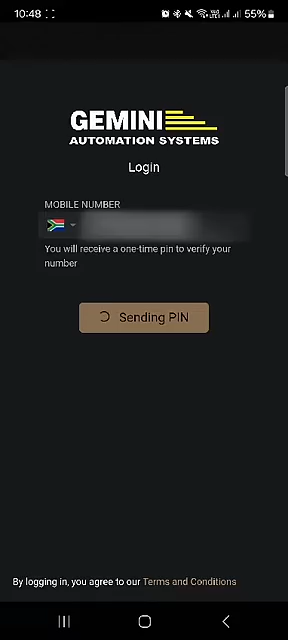 10:48
55%
GEMINI
AUTOMATION SYSTEMS
Login
MOBILE NUMBER
You will receive a one-time pin to verify your
number
Sending PIN
By logging in, you agree to our Terms and Conditions